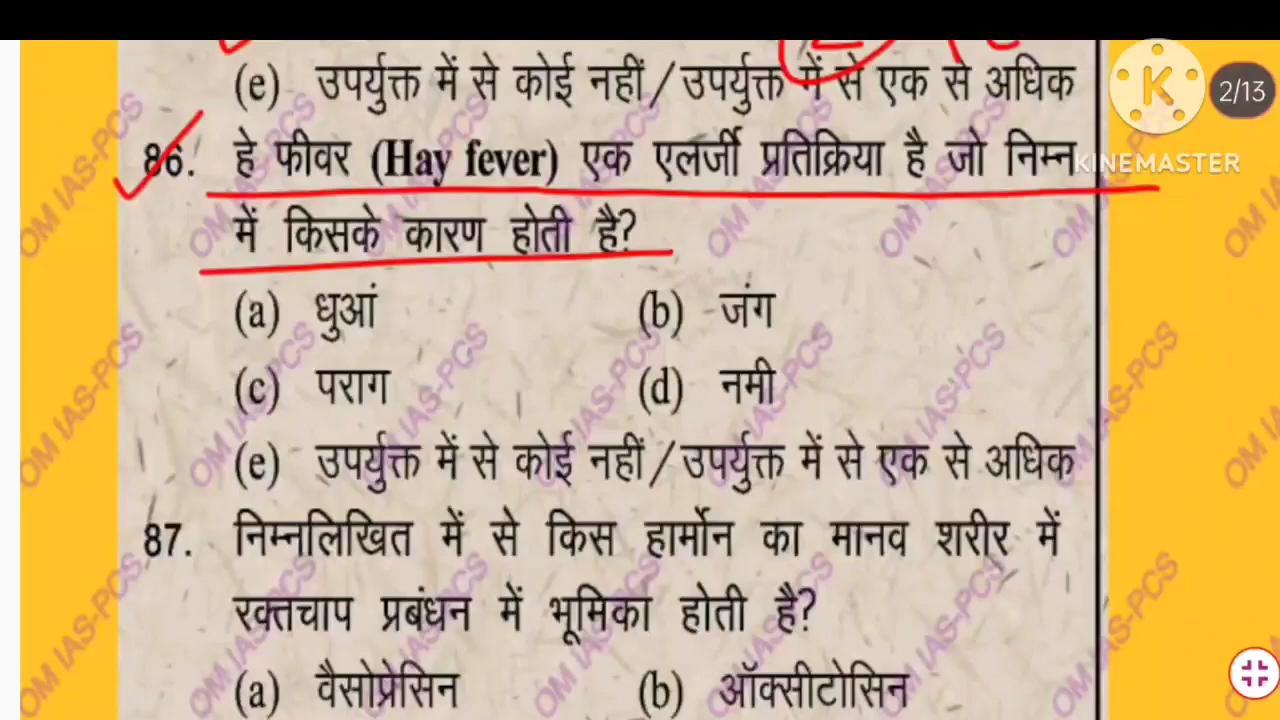 (e) उपर्युक्त में से कोई नहीं/उपर्युक्त में से एक से अधिक
2/13
86. हे फीवर (Hay fever) एक एलर्जी प्रतिक्रिया है जो निम्न
KINEMASTER
में किसके कारण होती है?
(a) धुआं (b) जंग
(c) पराग (d) नमी
(e) उपर्युक्त में से कोई नहीं/उपर्युक्त में से एक से अधिक
87. निम्नलिखित में से किस हार्मोन का मानव शरीर में
रक्तचाप प्रबंधन में भूमिका होती है?
(a) वैसोप्रेसिन (b) ऑक्सीटोसिन
OM IAS-PCS